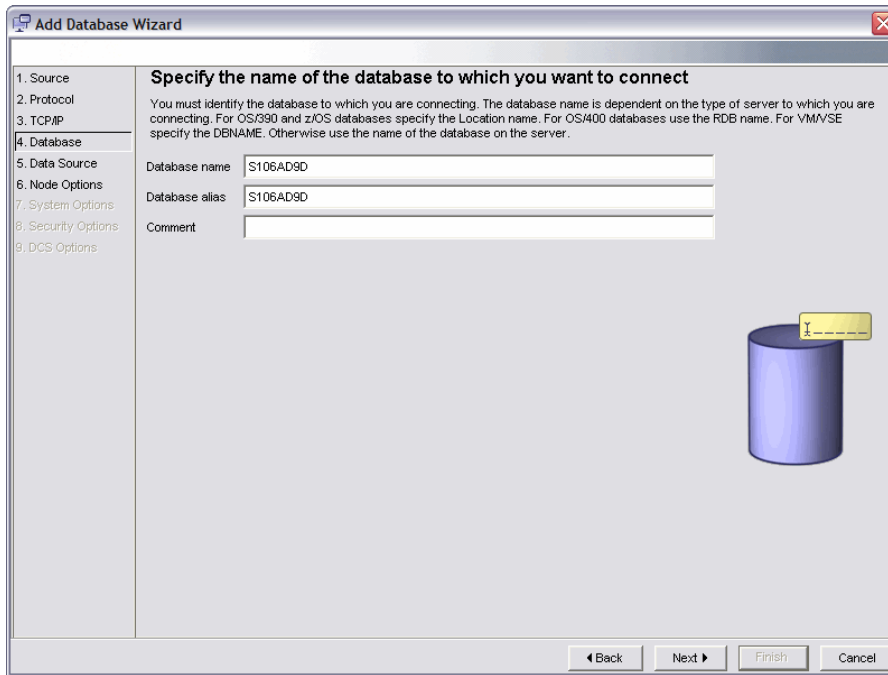 Add Database Wizard
1. Source
2. Protocol
3. TCP/IP
4. Database
5. Data Source
6. Node Options
7. System Options
8. Security Options
9. DCS Options
Specify the name of the database to which you want to connect
You must identify the database to which you are connecting. The database name is dependent on the type of server to which you are
connecting. For OS/390 and z/OS databases specify the Location name. For OS/400 databases use the RDB name. For VM/VSE
specify the DBNAME. Otherwise use the name of the database on the server.
Database name S106AD9D
Database alias S106AD9D
Comment
Back Next Finish Cancel